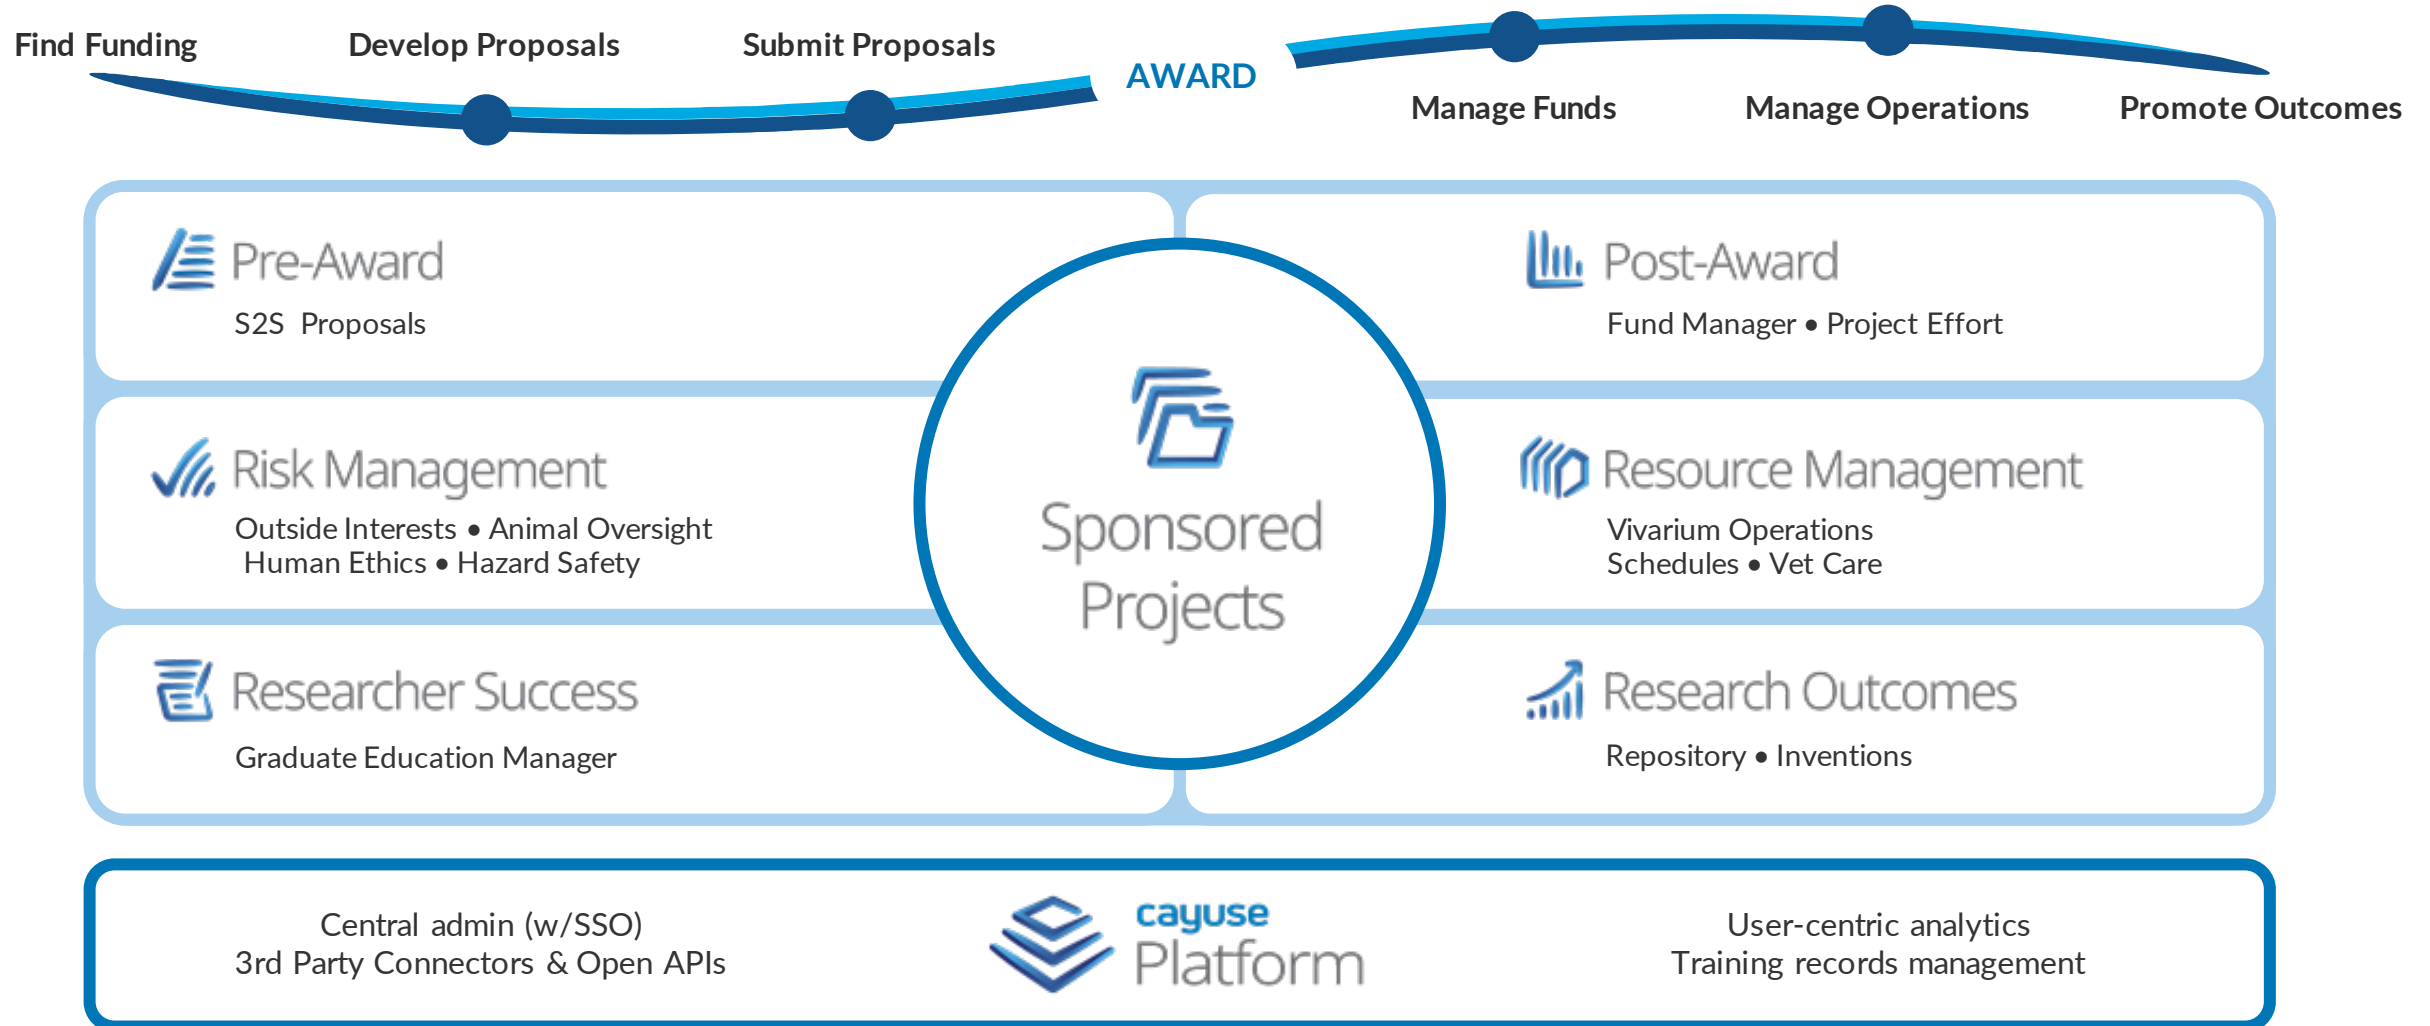 Find Funding
Develop Proposals
Submit Proposals
AWARD
Manage Funds
Manage Operations
Promote Outcomes
Pre-Award
S2S Proposals
Post-Award
Fund Manager • Project Effort
Risk Management
Outside Interests • Animal Oversight
Human Ethics • Hazard Safety
Sponsored
Projects
Resource Management
Vivarium Operations
Schedules • Vet Care
Researcher Success
Graduate Education Manager
Research Outcomes
Repository • Inventions
Central admin (w/SSO)
3rd Party Connectors & Open APIs
cayuse
Platform
User-centric analytics
Training records management